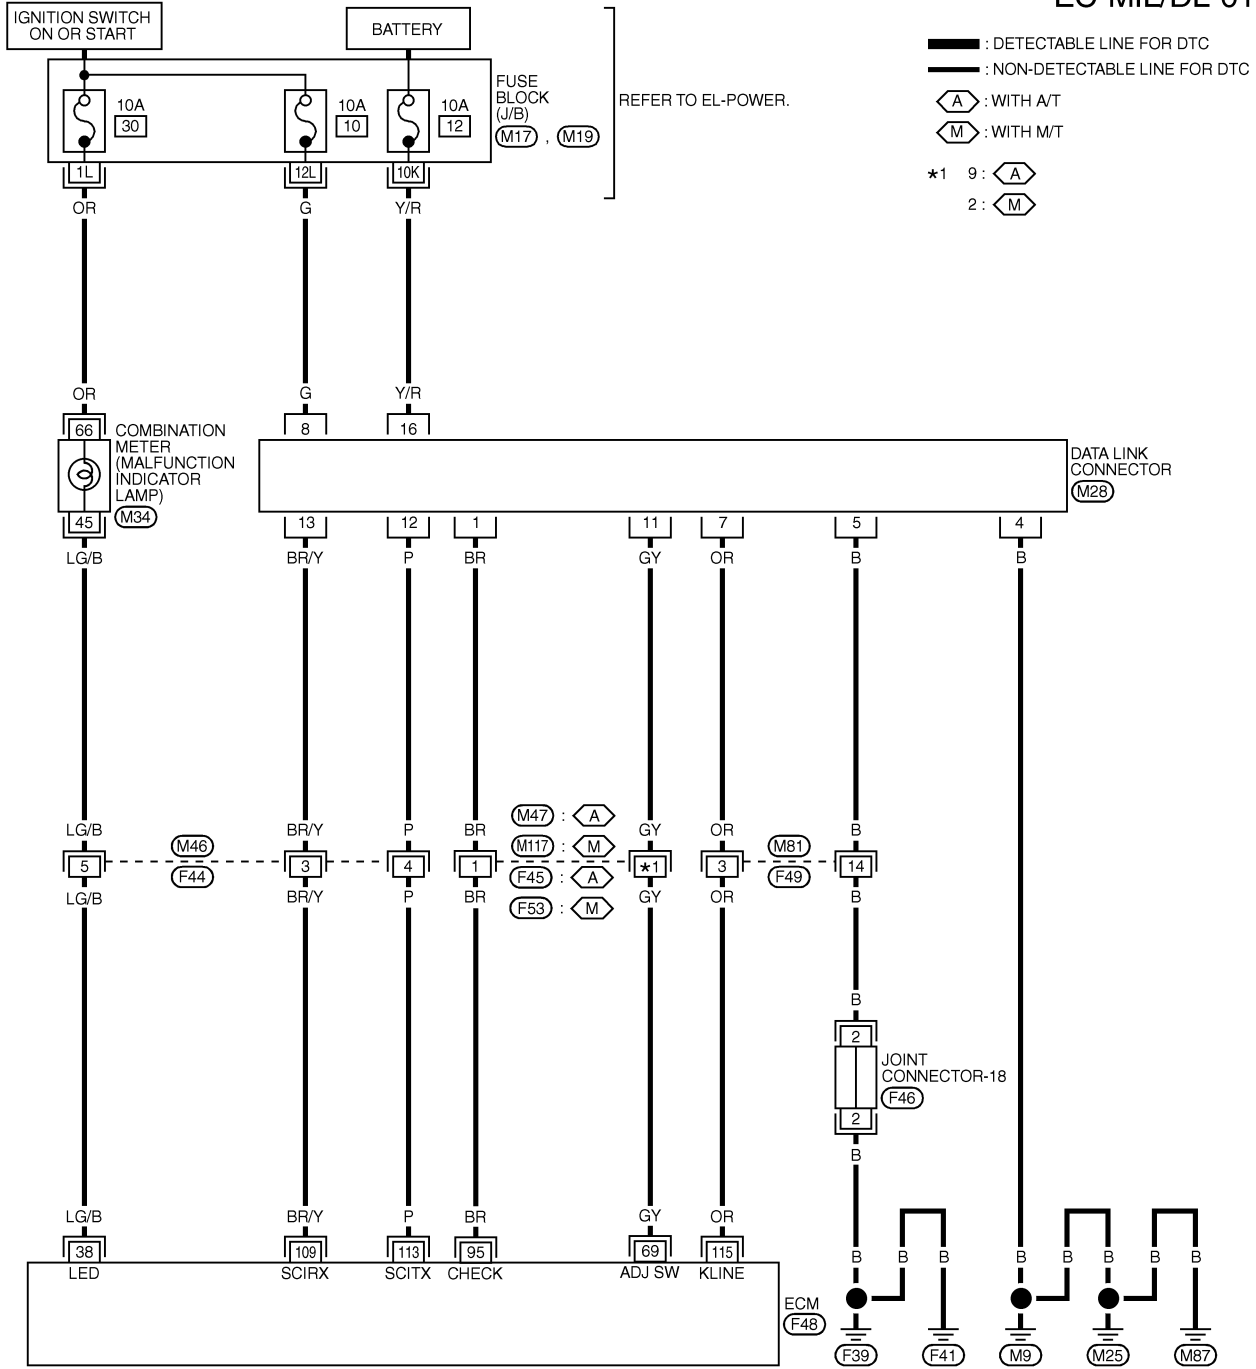 IGNITION SWITCH
ON OR START
BATTERY
: DETECTABLE LINE FOR DTC
: NON-DETECTABLE LINE FOR DTC
A : WITH A/T
M : WITH M/T
*1 9 : A
2 : M
10A
30
10A
10
10A
12
FUSE
BLOCK
(J/B)
M17 , M19
REFER TO EL-POWER.
1L 12L 10K
OR G Y/R
OR G Y/R
66 8 16
COMBINATION
METER
(MALFUNCTION
INDICATOR
LAMP)
M34
DATA LINK
CONNECTOR
M28
45 13 12 1 11 7 5 4
LG/B BR/Y P BR GY OR B B
M47 : A
LG/B BR/Y P BR GY OR B
M46 M117 : M M81
5 3 4 1 *1 3 14
F44 F45 : A F49
LG/B BR/Y P BR GY OR B
F53 : M
B
2
JOINT
CONNECTOR-18
F46
2
B
LG/B BR/Y P BR GY OR
38 109 113 95 69 115
B B B B B B B B
LED SCIRX SCITX CHECK ADJ SW KLINE
ECM
F48
F39 F41 M9 M25 M87